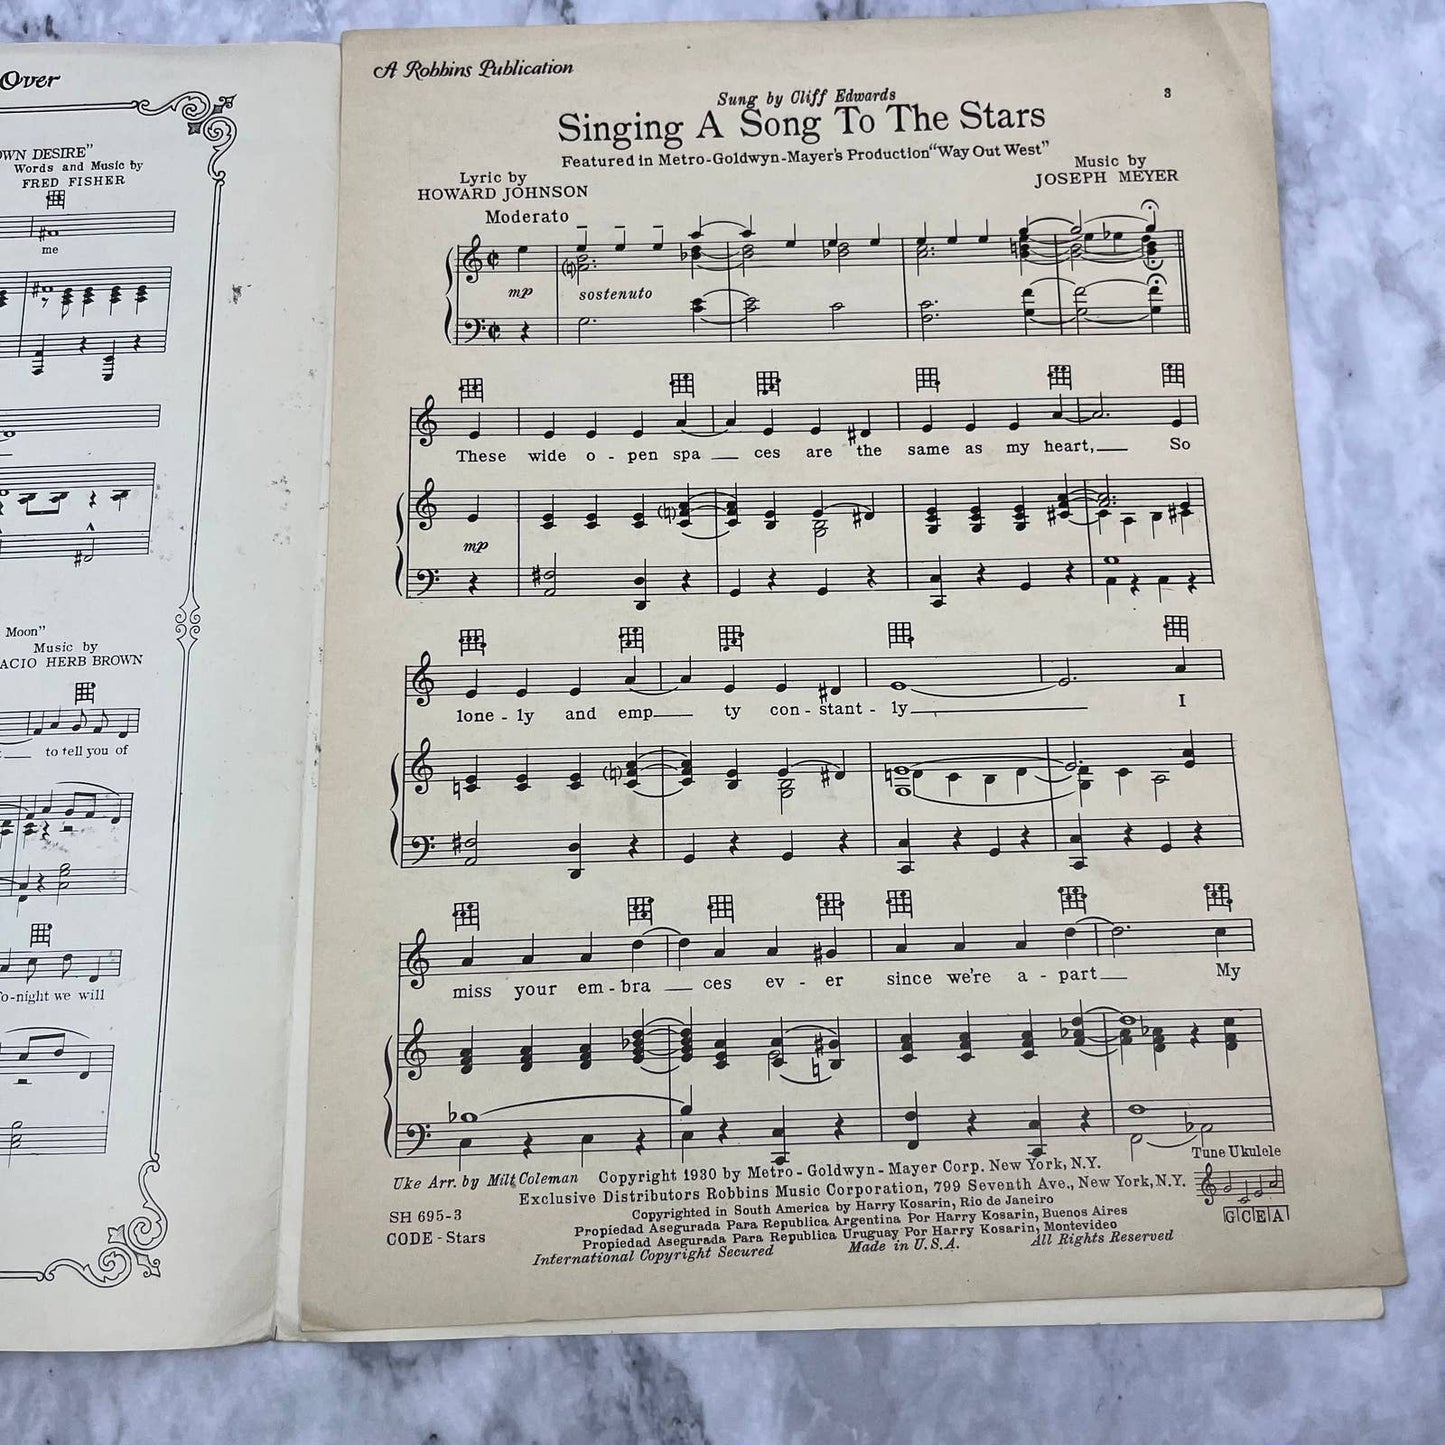 Over
OWN DESIRE"
Words and Music by
FRED FISHER
me
Moon"
Music by
ACIO HERB BROWN
to tell you of
To-night we will
A Robbins Publication
3
Sung by Cliff Edwards
Singing A Song To The Stars
Featured in Metro-Goldwyn-Mayer's Production "Way Out West"
Lyric by
HOWARD JOHNSON
Music by
JOSEPH MEYER
Moderato
mp sostenuto
These wide o - pen spa ces are the same as my heart, So
mp
lone - ly and emp ty con - stant - ly I
miss your em - bra ces ev - er since we're a - part My
Uke Arr. by Milt Coleman Copyright 1930 by Metro-Goldwyn-Mayer Corp. New York, N.Y.
Tune Ukulele
Exclusive Distributors Robbins Music Corporation, 799 Seventh Ave., New York, N.Y.
SH 695-3
Copyrighted in South America by Harry Kosarin, Rio de Janeiro
G C E A
Propiedad Asegurada Para Republica Argentina Por Harry Kosarin, Buenos Aires
CODE - Stars
Propiedad Asegurada Para Republica Uruguay Por Harry Kosarin, Montevideo
International Copyright Secured Made in U.S.A. All Rights Reserved